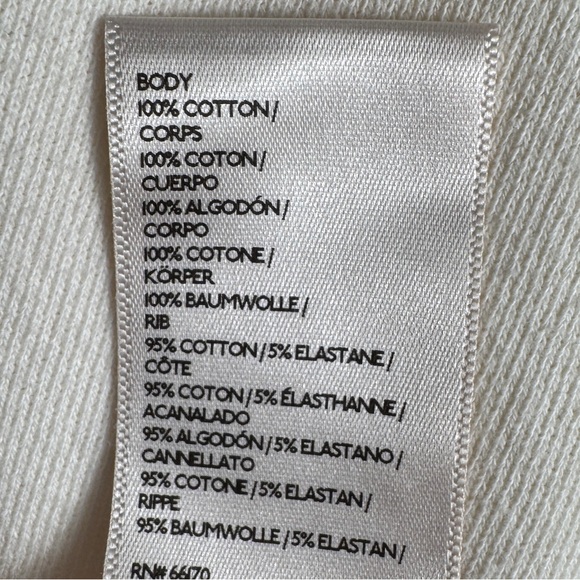 BODY
100% COTTON /
CORPS
100% COTON /
CUERPO
100% ALGODÓN /
CORPO
100% COTONE /
KÖRPER
100% BAUMWOLLE /
RIB
95% COTTON / 5% ELASTANE /
CÔTE
95% COTON / 5% ÉLASTHANNE /
ACANALADO
95% ALGODÓN / 5% ELASTANO /
CANNELLATO
95% COTONE / 5% ELASTAN /
RIPPE
95% BAUMWOLLE / 5% ELASTAN /
RN# 66170